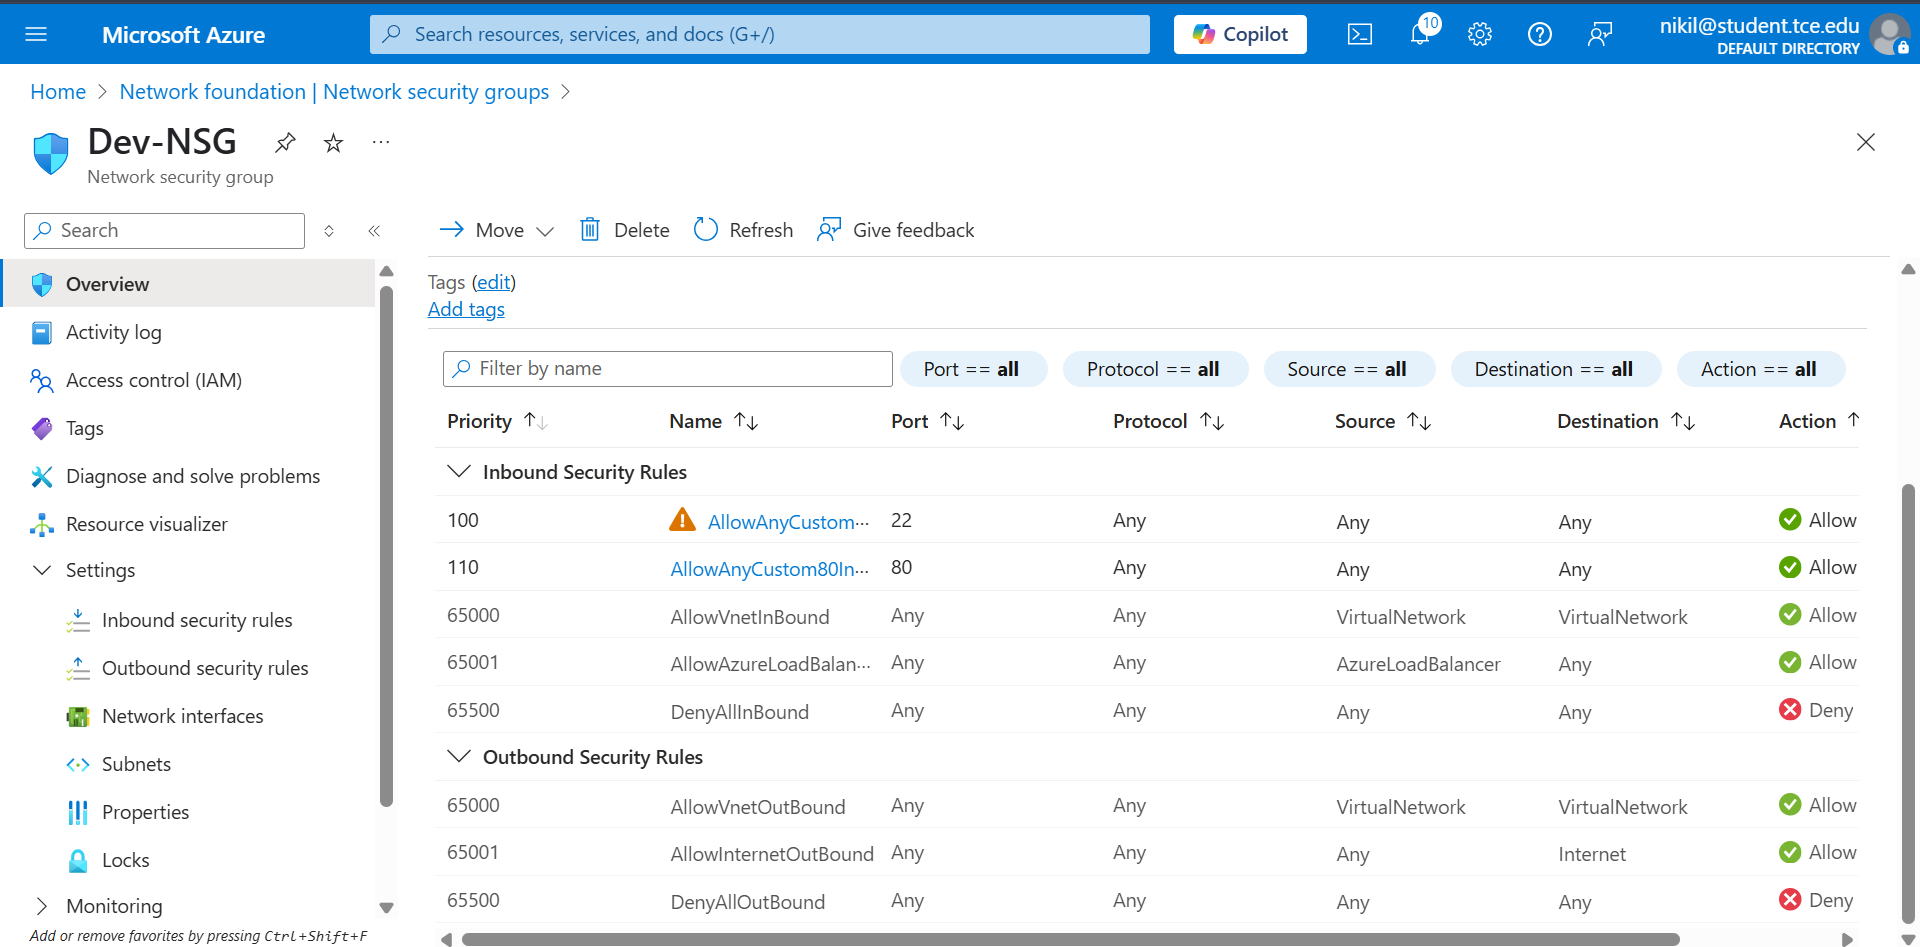 Microsoft Azure
Search resources, services, and docs (G+/)
Copilot
10
nikil@student.tce.edu
DEFAULT DIRECTORY
Home > Network foundation | Network security groups >
Dev-NSG
Network security group
Search
Overview
Activity log
Access control (IAM)
Tags
Diagnose and solve problems
Resource visualizer
Settings
Inbound security rules
Outbound security rules
Network interfaces
Subnets
Properties
Locks
Monitoring
Add or remove favorites by pressing Ctrl+Shift+F
Move Delete Refresh Give feedback
Tags (edit)
Add tags
Filter by name Port == all Protocol == all Source == all Destination == all Action == all
Priority Name Port Protocol Source Destination Action
Inbound Security Rules
100 AllowAnyCustom... 22 Any Any Any Allow
110 AllowAnyCustom80In... 80 Any Any Any Allow
65000 AllowVnetInBound Any Any VirtualNetwork VirtualNetwork Allow
65001 AllowAzureLoadBalan... Any Any AzureLoadBalancer Any Allow
65500 DenyAllInBound Any Any Any Any Deny
Outbound Security Rules
65000 AllowVnetOutBound Any Any VirtualNetwork VirtualNetwork Allow
65001 AllowInternetOutBound Any Any Any Internet Allow
65500 DenyAllOutBound Any Any Any Any Deny